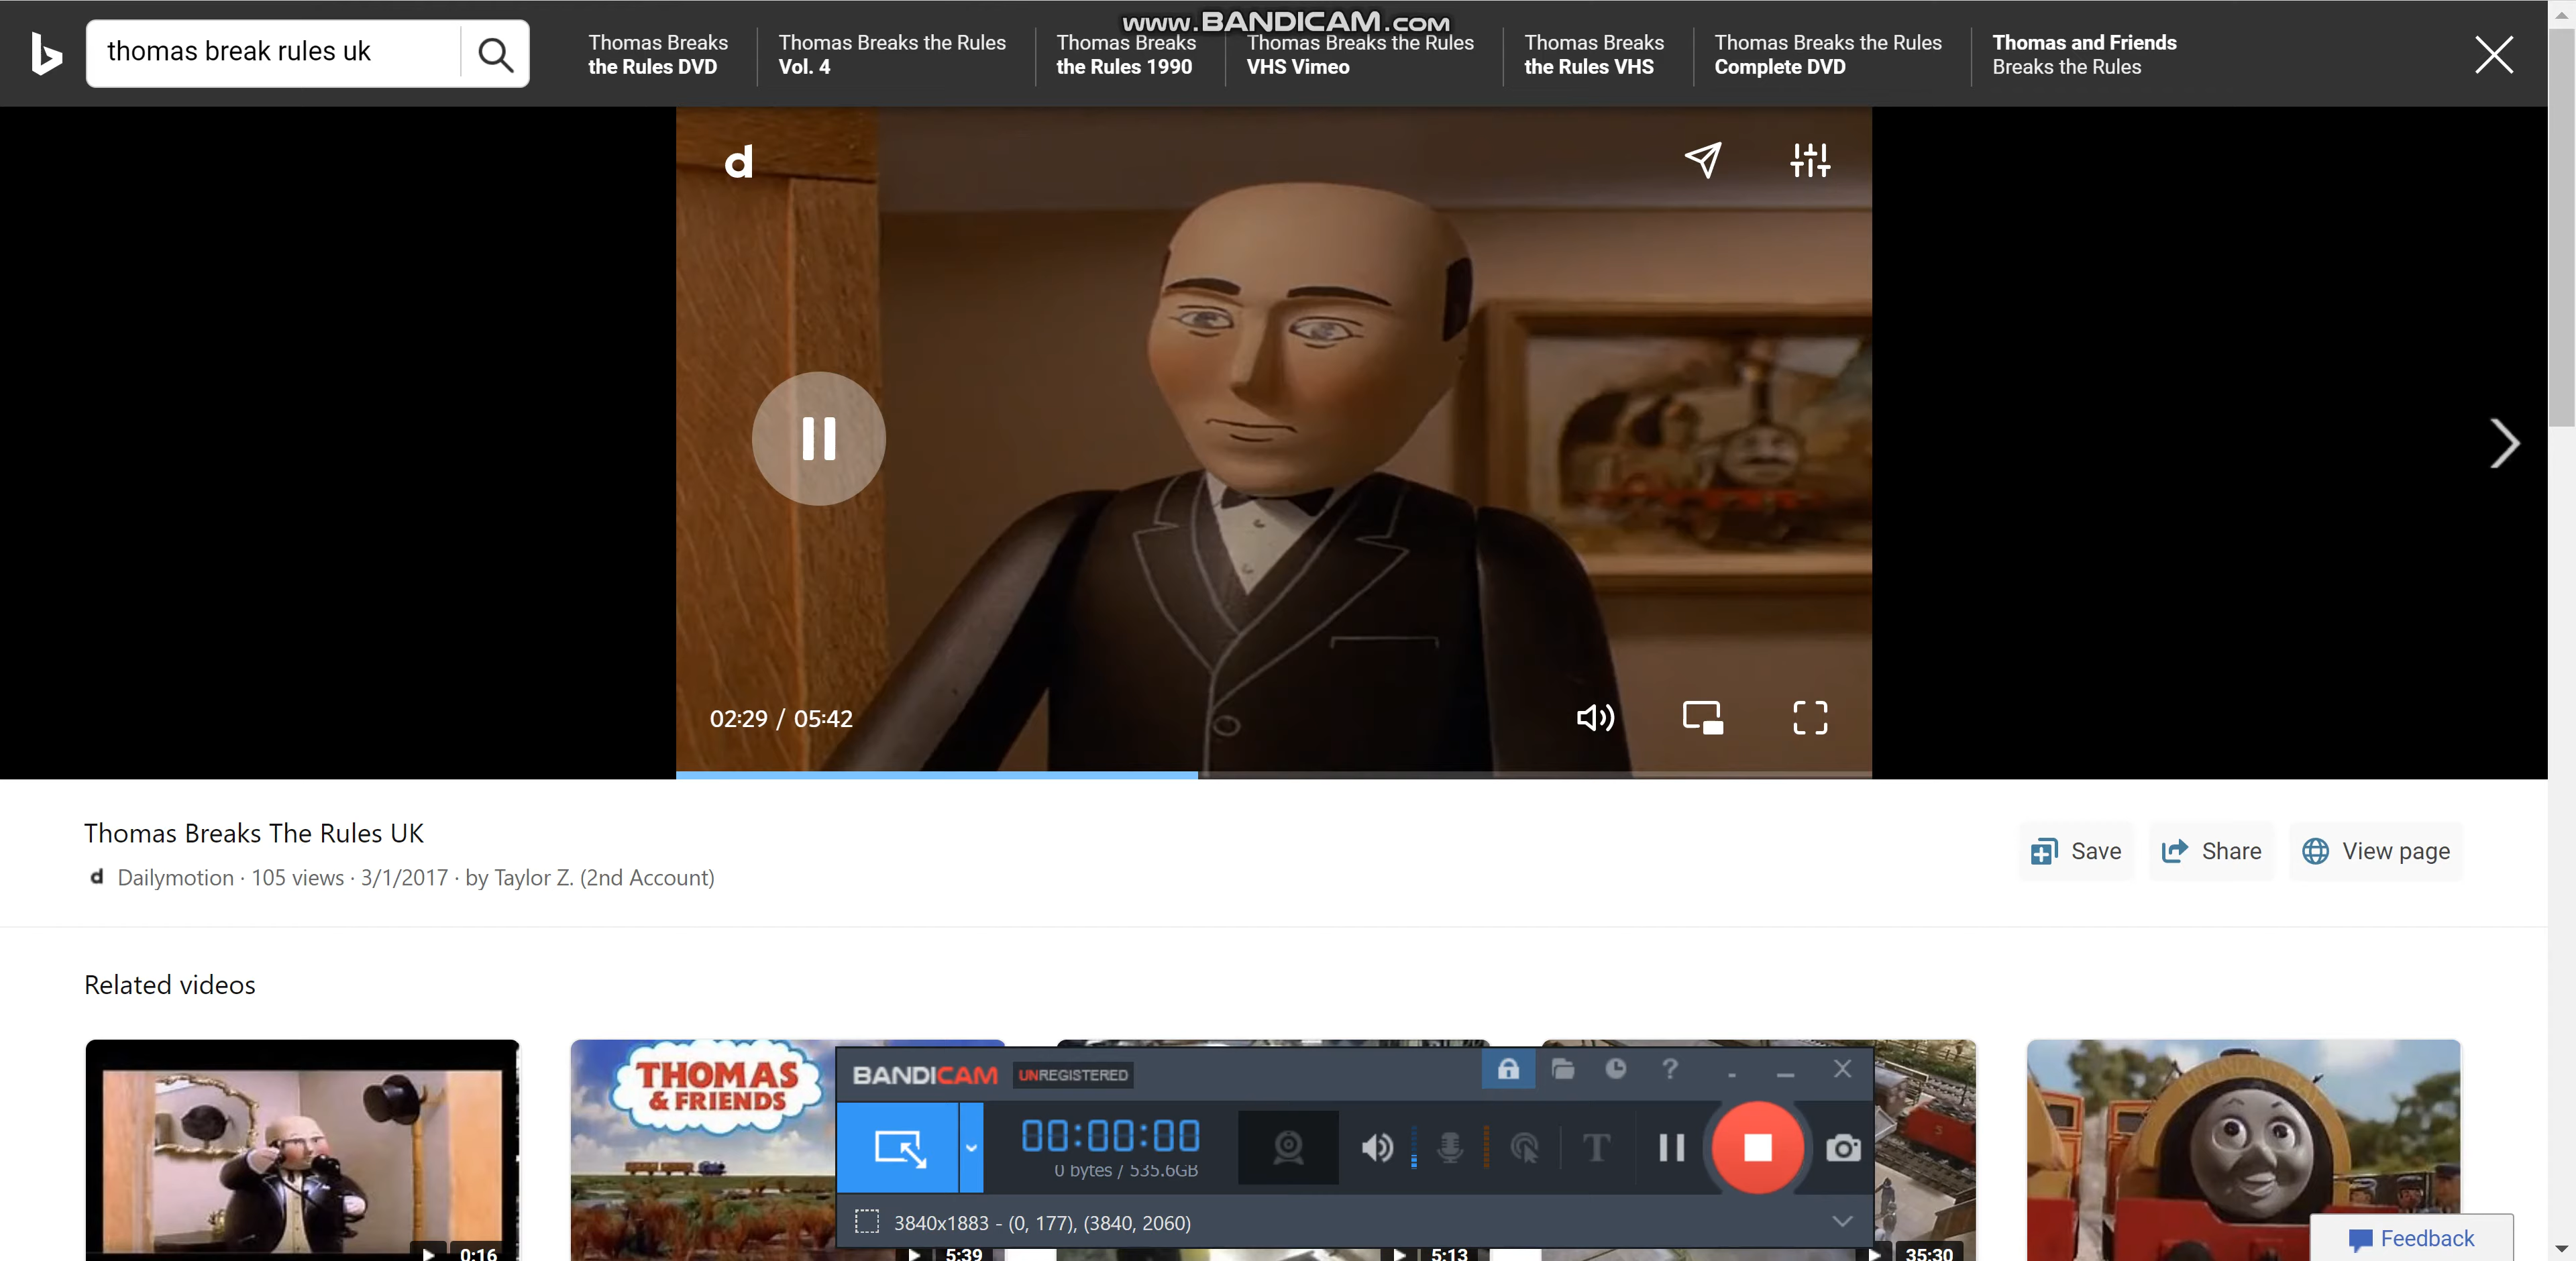 www.BANDICAM.com
thomas break rules uk
Thomas Breaks
the Rules DVD
Thomas Breaks the Rules
Vol. 4
Thomas Breaks
the Rules 1990
Thomas Breaks the Rules
VHS Vimeo
Thomas Breaks
the Rules VHS
Thomas Breaks the Rules
Complete DVD
Thomas and Friends
Breaks the Rules
d
02:29 / 05:42
Thomas Breaks The Rules UK
d Dailymotion · 105 views · 3/1/2017 · by Taylor Z. (2nd Account)
Save
Share
View page
Related videos
THOMAS
& FRIENDS
BANDICAM UNREGISTERED
?
00:00:00
0 bytes / 535.6GB
T
3840x1883 - (0, 177), (3840, 2060)
0:16
5:39
5:13
5
35:30
Feedback